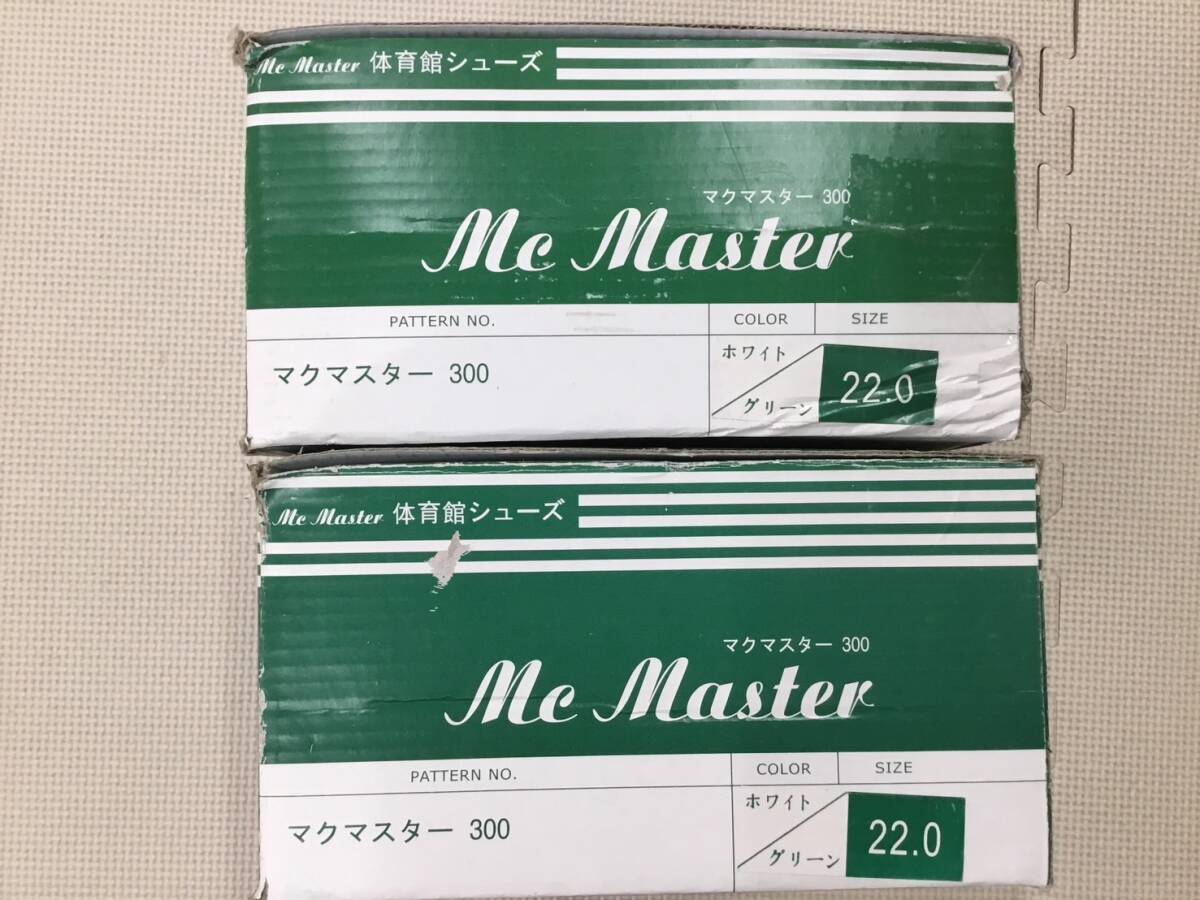 Mc Master 体育館シューズ
マクマスター 300
Mc Master
PATTERN NO. COLOR SIZE
マクマスター 300
ホワイト
グリーン
22.0
Mc Master 体育館シューズ
マクマスター 300
Mc Master
PATTERN NO. COLOR SIZE
マクマスター 300
ホワイト
グリーン
22.0